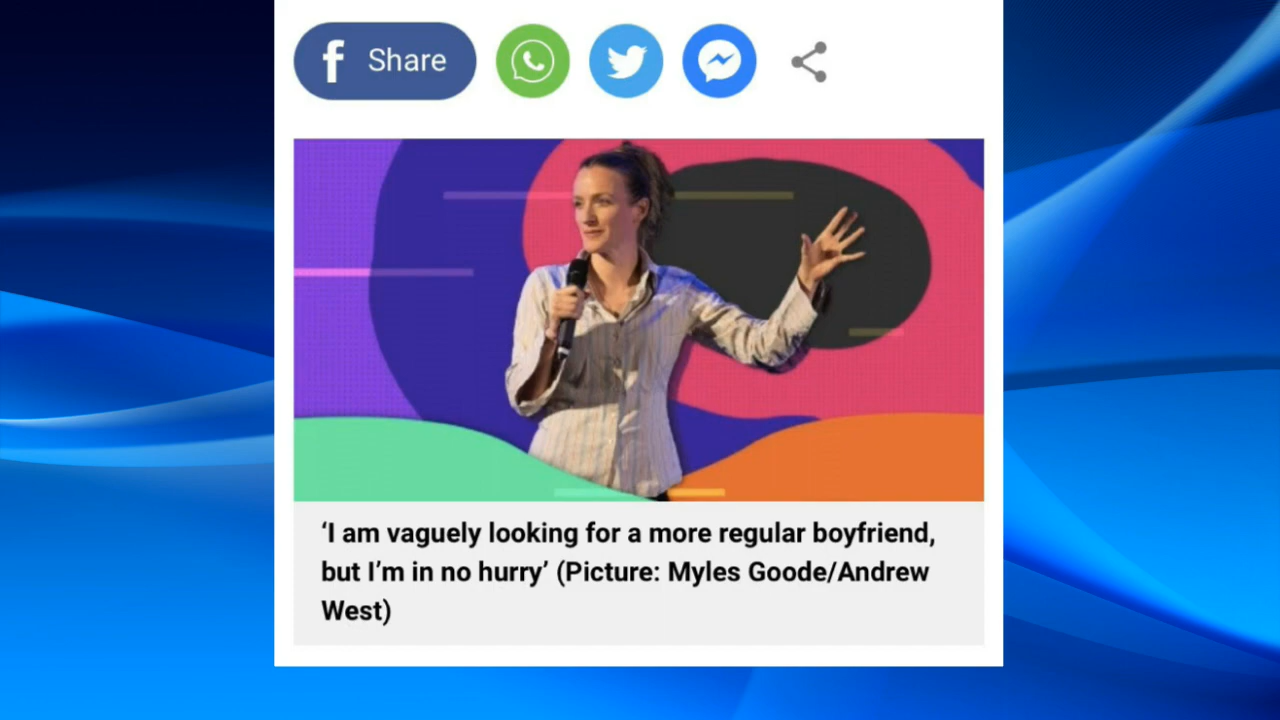 Share
‘I am vaguely looking for a more regular boyfriend,
but I’m in no hurry’ (Picture: Myles Goode/Andrew
West)